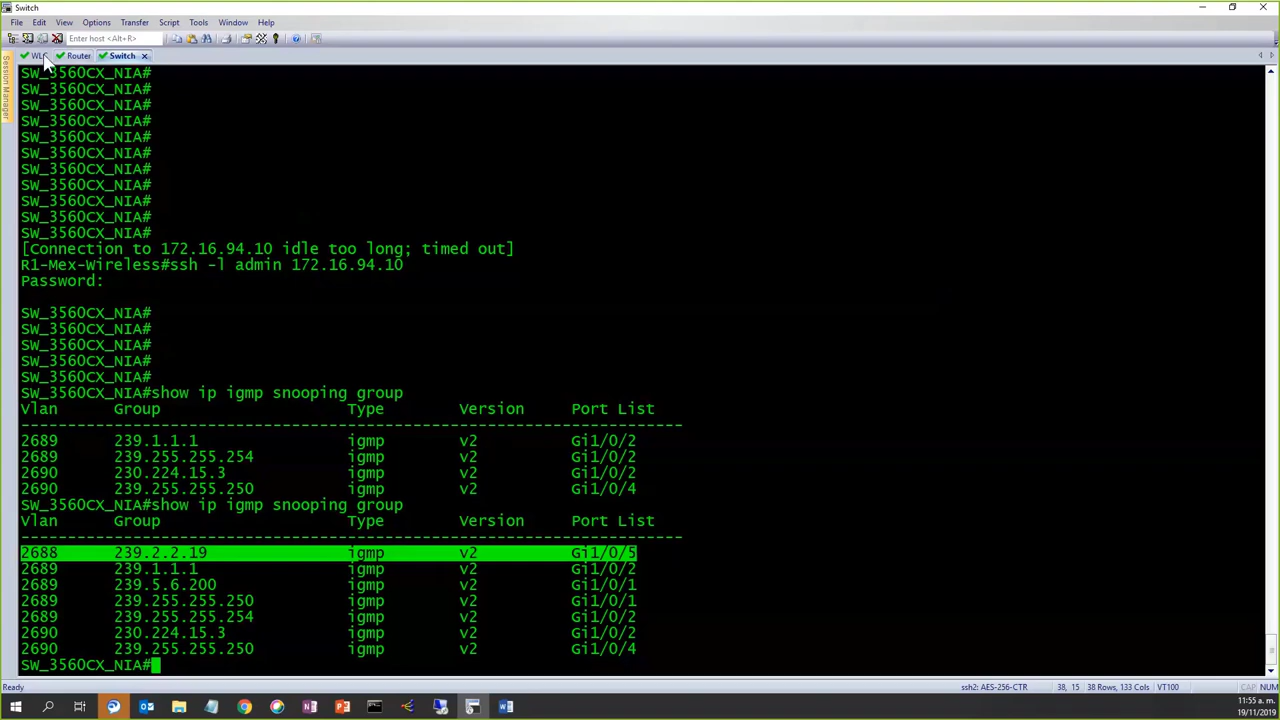 Switch
File Edit View Options Transfer Script Tools Window Help
Enter host <Alt+R>
WLC Router Switch
Session Manager
SW_3560CX_NIA#
SW_3560CX_NIA#
SW_3560CX_NIA#
SW_3560CX_NIA#
SW_3560CX_NIA#
SW_3560CX_NIA#
SW_3560CX_NIA#
SW_3560CX_NIA#
SW_3560CX_NIA#
SW_3560CX_NIA#
SW_3560CX_NIA#
[Connection to 172.16.94.10 idle too long; timed out]
R1-Mex-Wireless#ssh -l admin 172.16.94.10
Password:
SW_3560CX_NIA#
SW_3560CX_NIA#
SW_3560CX_NIA#
SW_3560CX_NIA#
SW_3560CX_NIA#
SW_3560CX_NIA#show ip igmp snooping group
Vlan Group Type Version Port List
-----------------------------------------------------------------------
2689 239.1.1.1 igmp v2 Gi1/0/2
2689 239.255.255.254 igmp v2 Gi1/0/2
2690 230.224.15.3 igmp v2 Gi1/0/2
2690 239.255.255.250 igmp v2 Gi1/0/4
SW_3560CX_NIA#show ip igmp snooping group
Vlan Group Type Version Port List
-----------------------------------------------------------------------
2688 239.2.2.19 igmp v2 Gi1/0/5
2689 239.1.1.1 igmp v2 Gi1/0/2
2689 239.5.6.200 igmp v2 Gi1/0/1
2689 239.255.255.250 igmp v2 Gi1/0/1
2689 239.255.255.254 igmp v2 Gi1/0/2
2690 230.224.15.3 igmp v2 Gi1/0/2
2690 239.255.255.250 igmp v2 Gi1/0/4
SW_3560CX_NIA#
Ready ssh2: AES-256-CTR 38, 15 38 Rows, 133 Cols VT100 CAP NUM
11:55 a. m.
19/11/2019